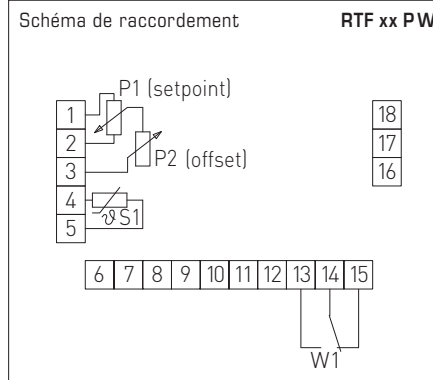 Schéma de raccordement RTF xx PW
P1 (setpoint)
1
18
2
17
P2 (offset)
3
16
4
ϑ S1
5
6 7 8 9 10 11 12 13 14 15
W1